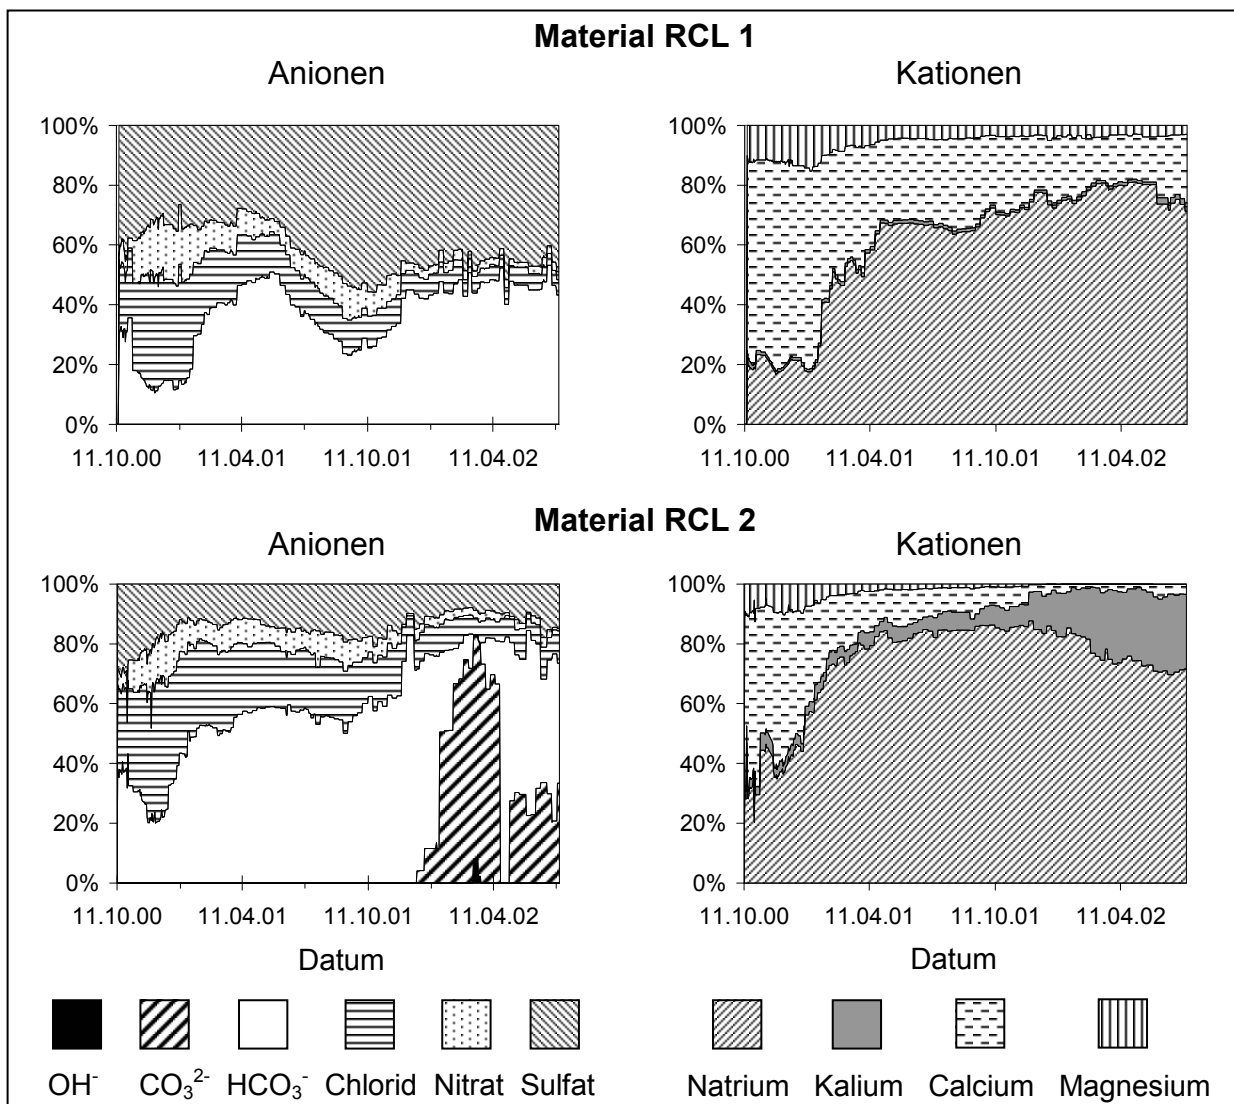 Material RCL 1
Anionen
Kationen
100%
80%
60%
40%
20%
0%
11.10.00 11.04.01 11.10.01 11.04.02
100%
80%
60%
40%
20%
0%
11.10.00 11.04.01 11.10.01 11.04.02
Material RCL 2
Anionen
Kationen
100%
80%
60%
40%
20%
0%
11.10.00 11.04.01 11.10.01 11.04.02
Datum
100%
80%
60%
40%
20%
0%
11.10.00 11.04.01 11.10.01 11.04.02
Datum
OH⁻ CO₃²⁻ HCO₃⁻ Chlorid Nitrat Sulfat
Natrium Kalium Calcium Magnesium